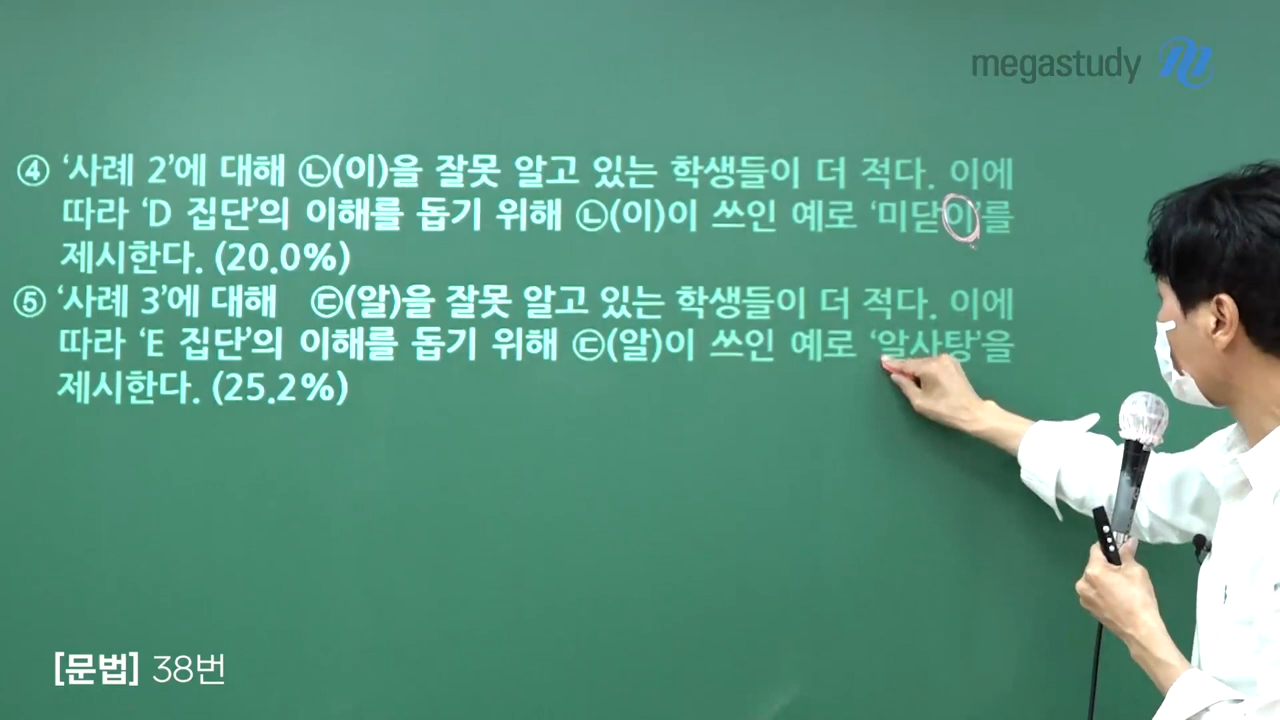 megastudy
④ ‘사례 2’에 대해 ㉡(이)을 잘못 알고 있는 학생들이 더 적다. 이에
따라 ‘D 집단’의 이해를 돕기 위해 ㉡(이)이 쓰인 예로 ‘미닫이’를
제시한다. (20.0%)
⑤ ‘사례 3’에 대해 ㉢(알)을 잘못 알고 있는 학생들이 더 적다. 이에
따라 ‘E 집단’의 이해를 돕기 위해 ㉢(알)이 쓰인 예로 ‘알사탕’을
제시한다. (25.2%)
[문법] 38번